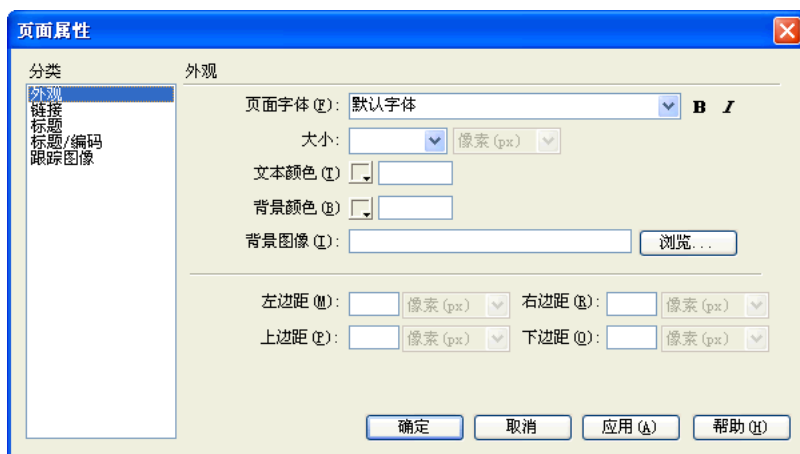 页面属性
分类
外观
链接
标题
标题/编码
跟踪图像
外观
页面字体(F): 默认字体 B I
大小: 像素(px)
文本颜色(T)
背景颜色(B)
背景图像(I): 浏览...
左边距(M): 像素(px) 右边距(R): 像素(px)
上边距(P): 像素(px) 下边距(O): 像素(px)
确定 取消 应用(A) 帮助(H)